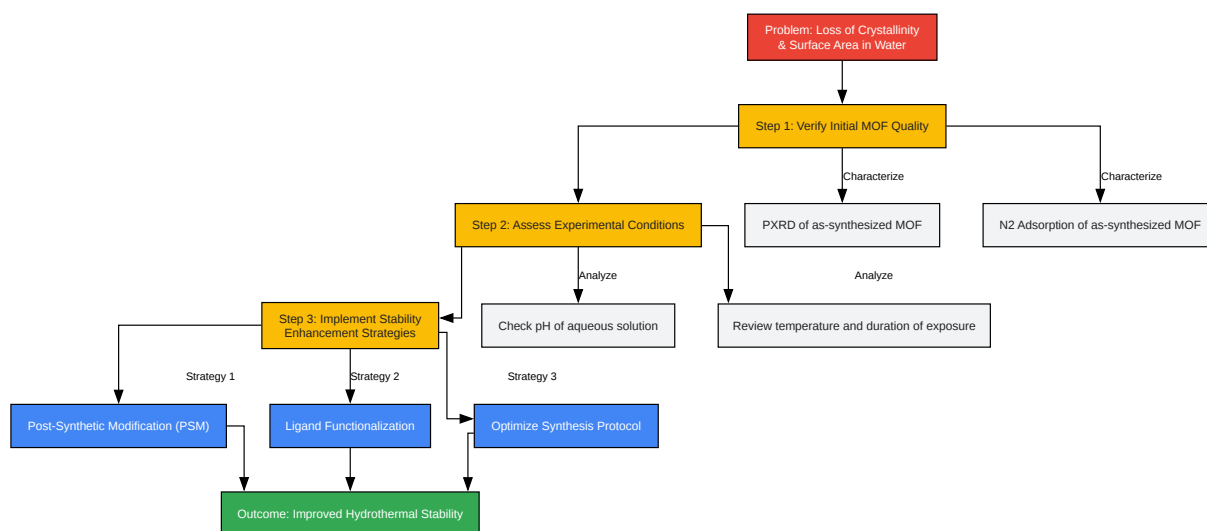 Problem: Loss of Crystallinity
& Surface Area in Water
Step 1: Verify Initial MOF Quality
Characterize
Characterize
Step 2: Assess Experimental Conditions
PXRD of as-synthesized MOF
N2 Adsorption of as-synthesized MOF
Analyze
Analyze
Step 3: Implement Stability
Enhancement Strategies
Check pH of aqueous solution
Review temperature and duration of exposure
Strategy 1
Strategy 2
Strategy 3
Post-Synthetic Modification (PSM)
Ligand Functionalization
Optimize Synthesis Protocol
Outcome: Improved Hydrothermal Stability